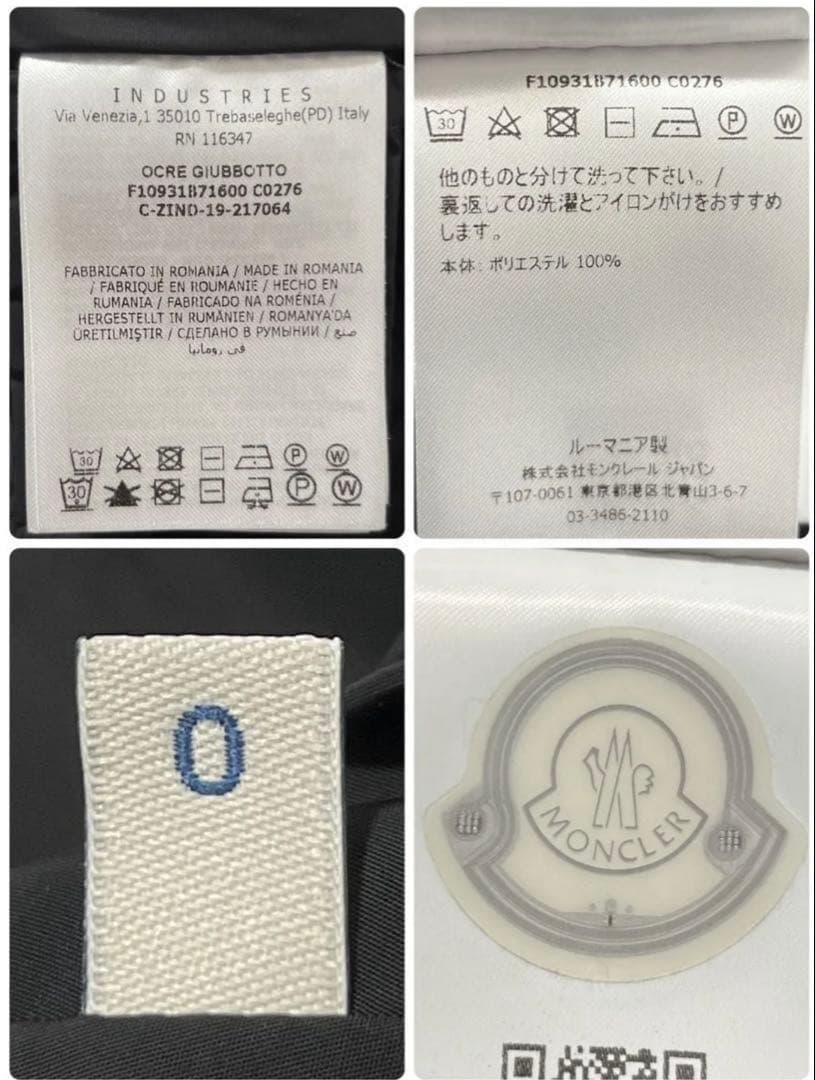 INDUSTRIES
Via Venezia,1 35010 Trebaseleghe(PD) Italy
RN 116347
OCRE GIUBBOTTO
F10931B71600 C0276
C-ZIND-19-217064
FABBRICATO IN ROMANIA / MADE IN ROMANIA
/ FABRIQUÉ EN ROUMANIE / HECHO EN
RUMANIA / FABRICADO NA ROMÉNIA /
HERGESTELLT IN RUMÄNIEN / ROMANYA'DA
ÜRETILMIŞTIR / СДЕЛАНО В РУМЫНИИ / صنع
في رومانيا
30 P W
30 P W
F10931B71600 C0276
30 P W
他のものと分けて洗って下さい。/
裏返しての洗濯とアイロンがけをおすすめ
します。
本体: ポリエステル 100%
ルーマニア製
株式会社モンクレール ジャパン
〒107-0061 東京都港区北青山3-6-7
03-3486-2110
0
MONCLER